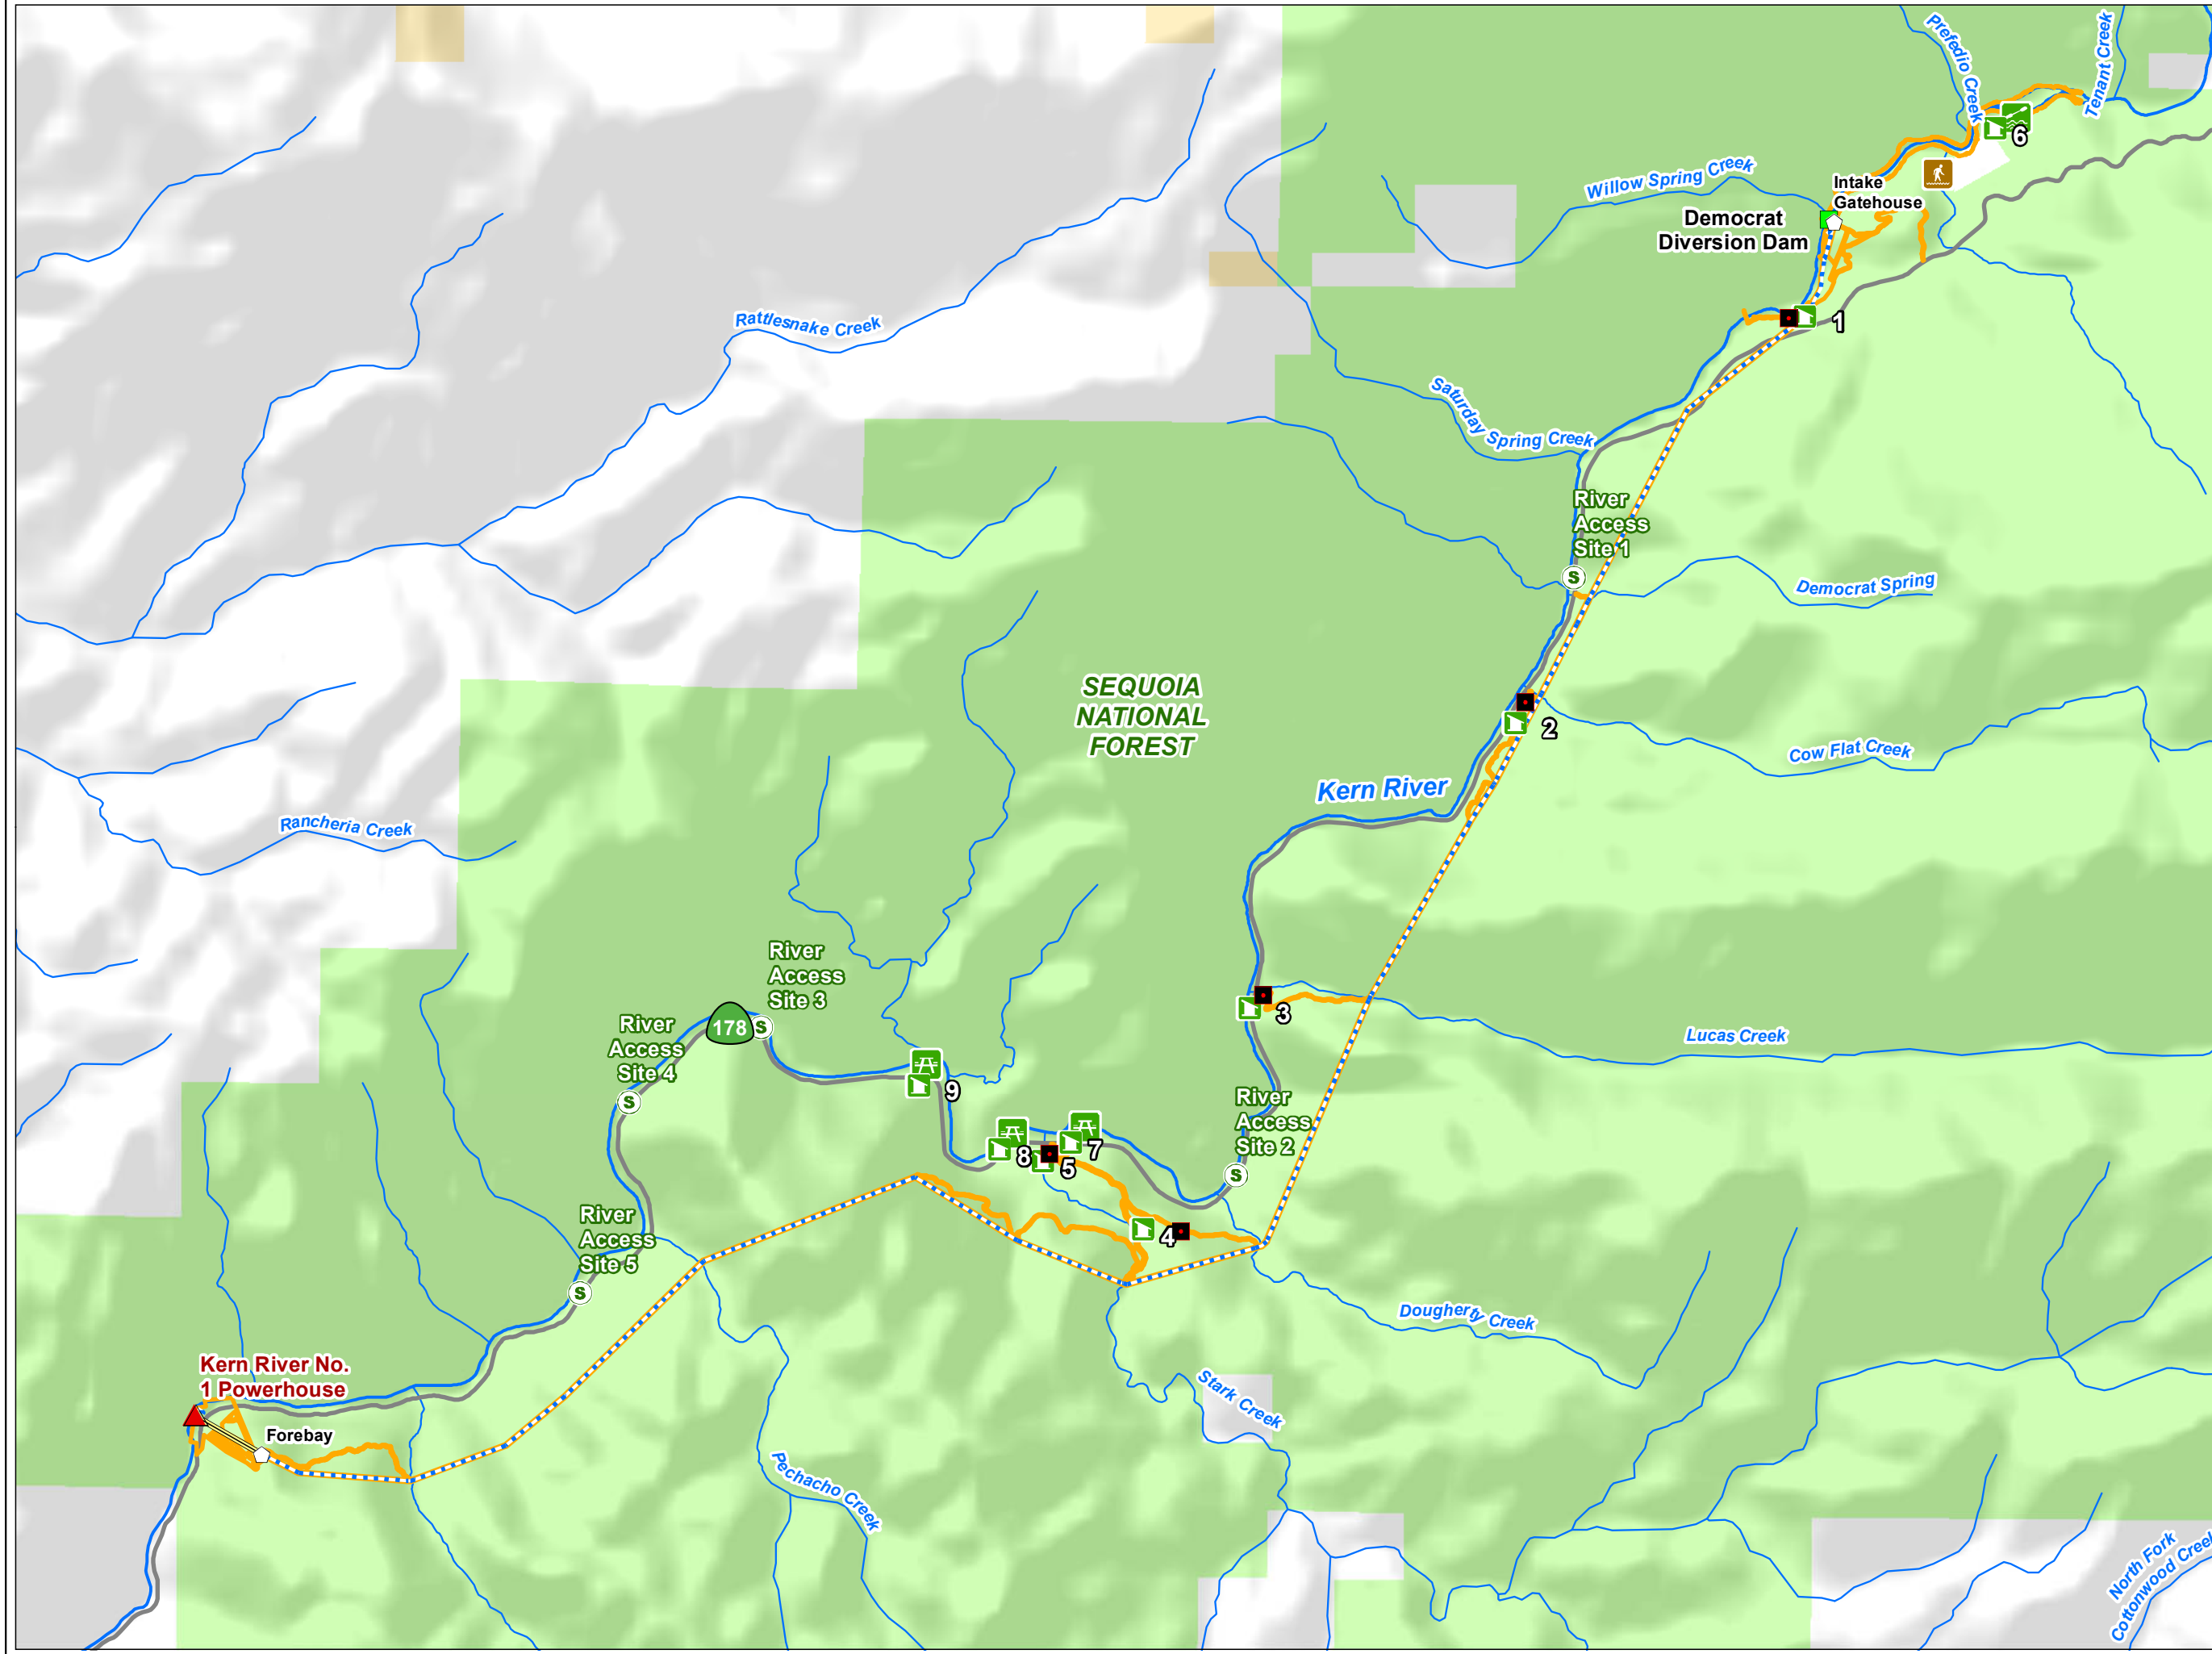 Prefedio Creek
Tenant Creek
6
Willow Spring Creek
Intake
Gatehouse
Democrat
Diversion Dam
1
Rattlesnake Creek
Saturday Spring Creek
River
Access
Site 1
S
Democrat Spring
SEQUOIA
NATIONAL
FOREST
2
Cow Flat Creek
Kern River
Rancheria Creek
River
Access
Site 3
S
178
3
River
Access
Site 4
S
Lucas Creek
9
River
Access
Site 2
S
7
8
5
4
River
Access
Site 5
S
Dougherty Creek
Kern River No.
1 Powerhouse
Stark Creek
Forebay
Pechacho Creek
North Fork
Cottonwood Creek